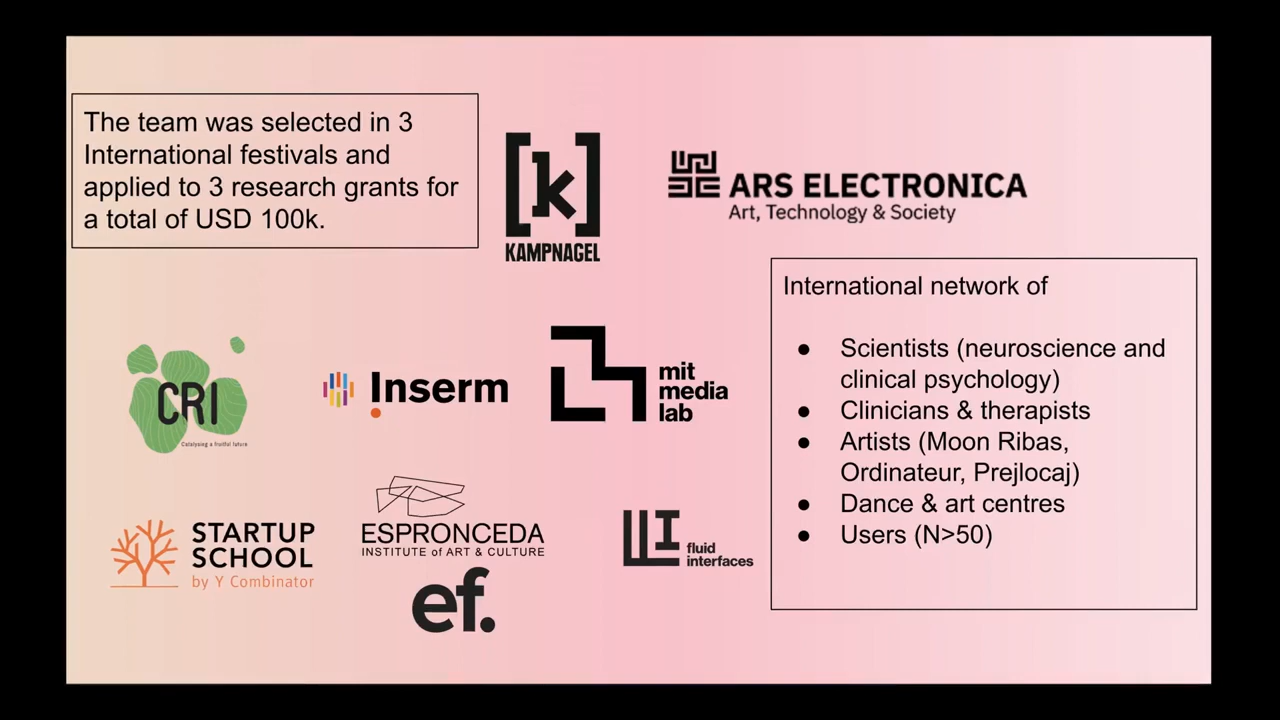 The team was selected in 3
International festivals and
applied to 3 research grants for
a total of USD 100k.
[k]
KAMPNAGEL
ARS ELECTRONICA
Art, Technology & Society
International network of
● Scientists (neuroscience and
clinical psychology)
● Clinicians & therapists
● Artists (Moon Ribas,
Ordinateur, Prejlocaj)
● Dance & art centres
● Users (N>50)
CRI
Catalysing a fruitful future
Inserm
mit
media
lab
STARTUP
SCHOOL
by Y Combinator
ESPRONCEDA
INSTITUTE of ART & CULTURE
ef.
fluid
interfaces